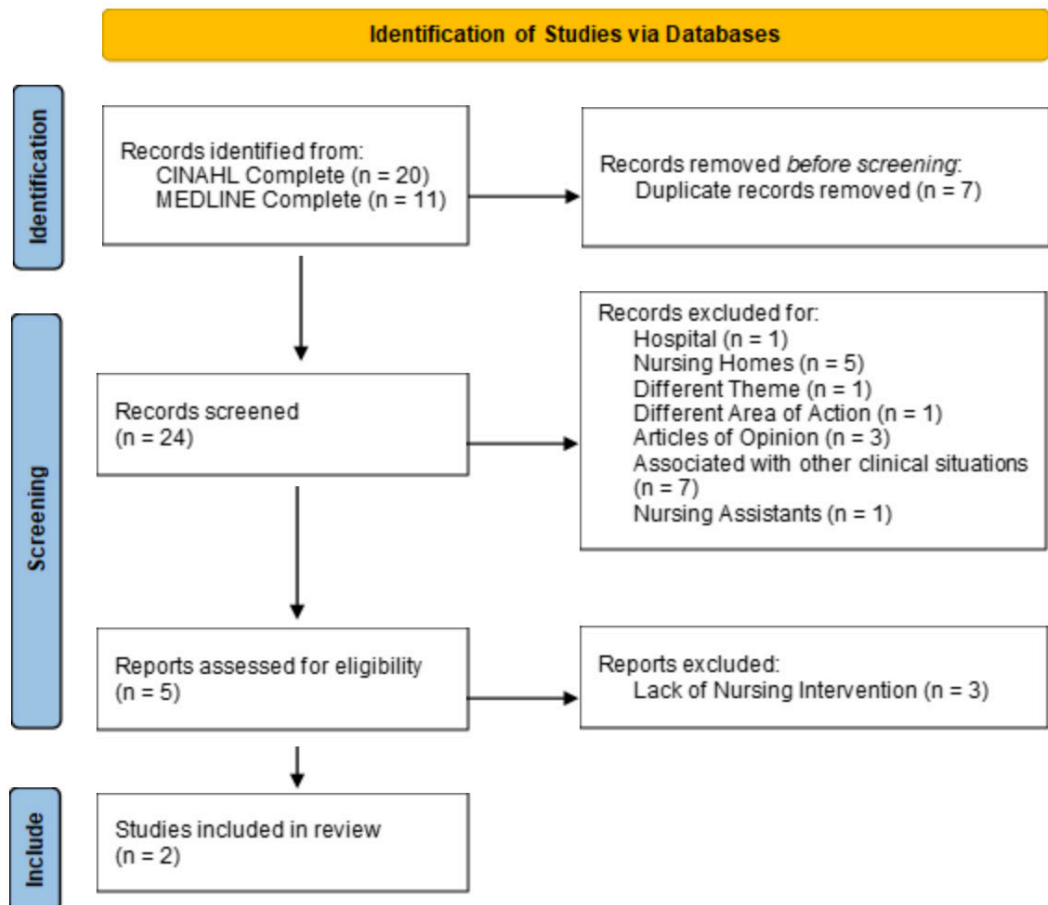 Identification of Studies via Databases
Identification
Records identified from:
CINAHL Complete (n = 20)
MEDLINE Complete (n = 11)
Records removed before screening:
Duplicate records removed (n = 7)
Screening
Records screened
(n = 24)
Records excluded for:
Hospital (n = 1)
Nursing Homes (n = 5)
Different Theme (n = 1)
Different Area of Action (n = 1)
Articles of Opinion (n = 3)
Associated with other clinical situations
(n = 7)
Nursing Assistants (n = 1)
Reports assessed for eligibility
(n = 5)
Reports excluded:
Lack of Nursing Intervention (n = 3)
Include
Studies included in review
(n = 2)